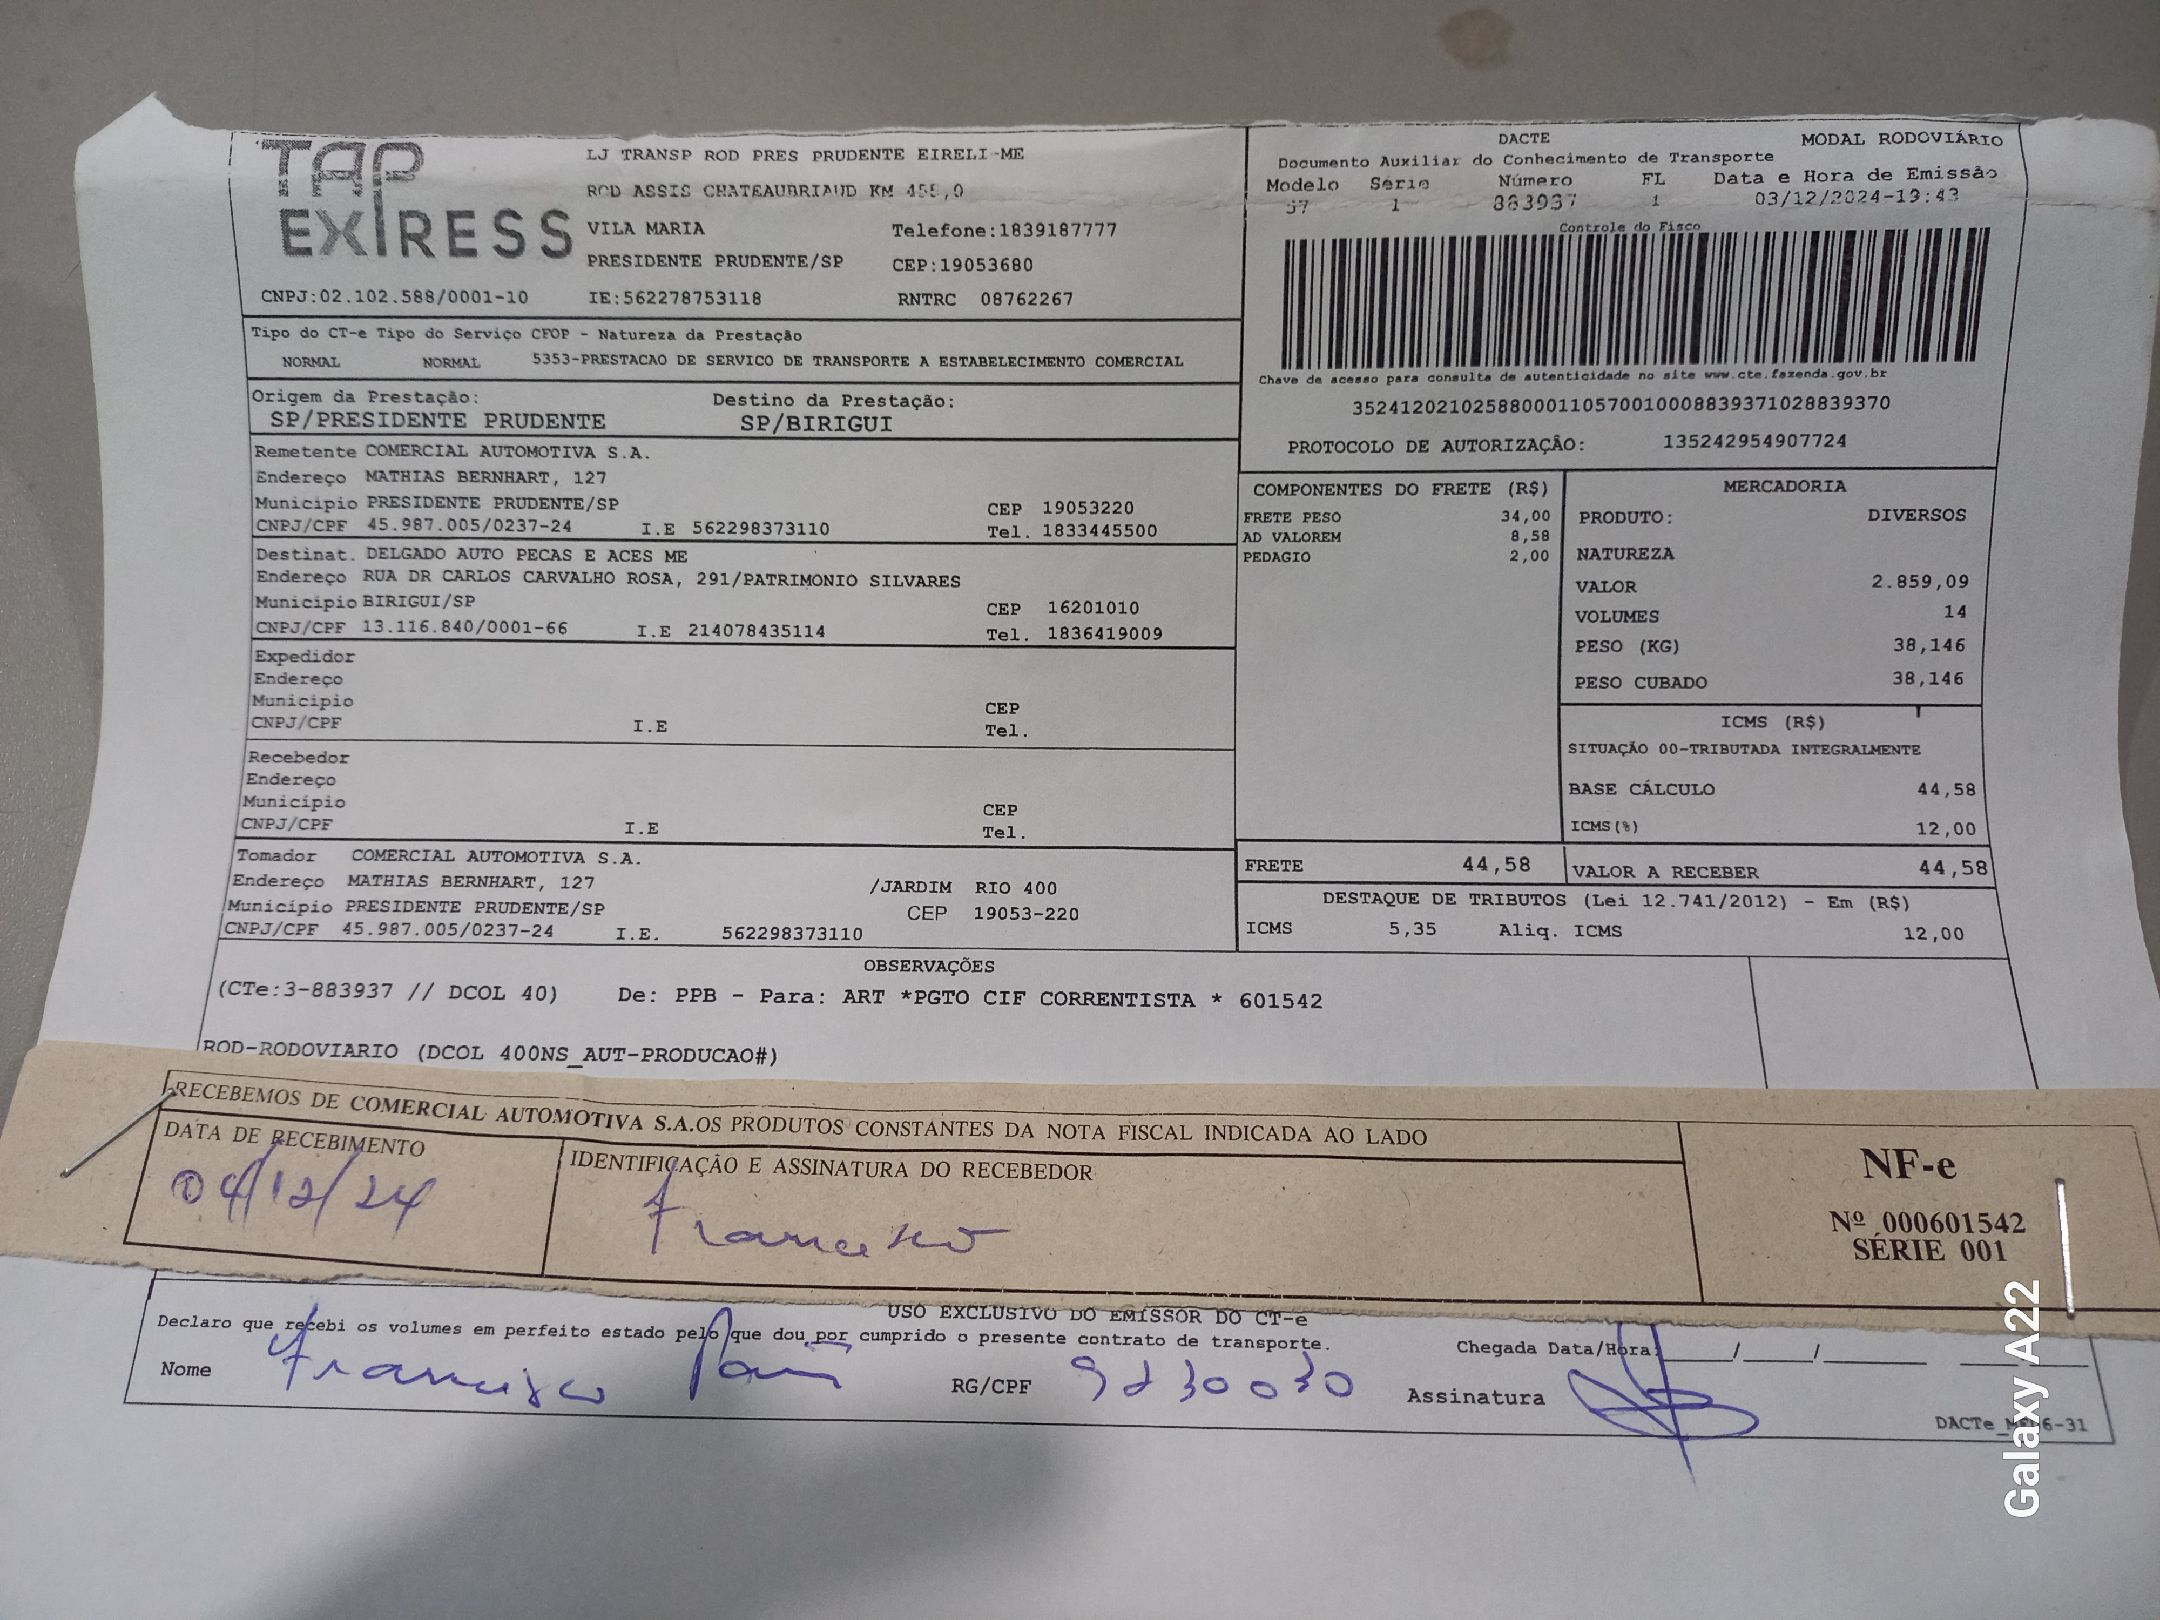 TAP
EXPRESS
LJ TRANSP ROD PRES PRUDENTE EIRELI-ME
ROD ASSIS CHATEAUBRIAUD KM 455,0
VILA MARIA Telefone:1839187777
PRESIDENTE PRUDENTE/SP CEP:19053680
CNPJ:02.102.588/0001-10 IE:562278753118 RNTRC 08762267
DACTE MODAL RODOVIÁRIO
Documento Auxiliar do Conhecimento de Transporte
Modelo Série Número FL Data e Hora de Emissão
57 1 883937 1 03/12/2024-19:43
Controle do Fisco
Chave de acesso para consulta de autenticidade no site www.cte.fazenda.gov.br
35241202102588000110570010008839371028839370
PROTOCOLO DE AUTORIZAÇÃO: 135242954907724
Tipo do CT-e Tipo do Serviço CFOP - Natureza da Prestação
NORMAL NORMAL 5353-PRESTACAO DE SERVICO DE TRANSPORTE A ESTABELECIMENTO COMERCIAL
Origem da Prestação: Destino da Prestação:
SP/PRESIDENTE PRUDENTE SP/BIRIGUI
Remetente COMERCIAL AUTOMOTIVA S.A.
Endereço MATHIAS BERNHART, 127
Município PRESIDENTE PRUDENTE/SP CEP 19053220
CNPJ/CPF 45.987.005/0237-24 I.E 562298373110 Tel. 1833445500
Destinat. DELGADO AUTO PECAS E ACES ME
Endereço RUA DR CARLOS CARVALHO ROSA, 291/PATRIMONIO SILVARES
Município BIRIGUI/SP CEP 16201010
CNPJ/CPF 13.116.840/0001-66 I.E 214078435114 Tel. 1836419009
Expedidor
Endereço
Município CEP
CNPJ/CPF I.E Tel.
Recebedor
Endereço
Município CEP
CNPJ/CPF I.E Tel.
Tomador COMERCIAL AUTOMOTIVA S.A.
Endereço MATHIAS BERNHART, 127 /JARDIM RIO 400
Município PRESIDENTE PRUDENTE/SP CEP 19053-220
CNPJ/CPF 45.987.005/0237-24 I.E. 562298373110
COMPONENTES DO FRETE (R$)
FRETE PESO 34,00
AD VALOREM 8,58
PEDAGIO 2,00
MERCADORIA
PRODUTO: DIVERSOS
NATUREZA
VALOR 2.859,09
VOLUMES 14
PESO (KG) 38,146
PESO CUBADO 38,146
ICMS (R$)
SITUAÇÃO 00-TRIBUTADA INTEGRALMENTE
BASE CÁLCULO 44,58
ICMS(%) 12,00
FRETE 44,58 VALOR A RECEBER 44,58
DESTAQUE DE TRIBUTOS (Lei 12.741/2012) - Em (R$)
ICMS 5,35 Aliq. ICMS 12,00
OBSERVAÇÕES
(CTe:3-883937 // DCOL 40) De: PPB - Para: ART *PGTO CIF CORRENTISTA * 601542
ROD-RODOVIARIO (DCOL 400NS_AUT-PRODUCAO#)
RECEBEMOS DE COMERCIAL AUTOMOTIVA S.A.OS PRODUTOS CONSTANTES DA NOTA FISCAL INDICADA AO LADO
DATA DE RECEBIMENTO IDENTIFICAÇÃO E ASSINATURA DO RECEBEDOR
04/12/24 Francisco
NF-e
Nº 000601542
SÉRIE 001
USO EXCLUSIVO DO EMISSOR DO CT-e
Declaro que recebi os volumes em perfeito estado pelo que dou por cumprido o presente contrato de transporte.
Chegada Data/Hora: / /
Nome Francisco RG/CPF Assinatura
Galaxy A22